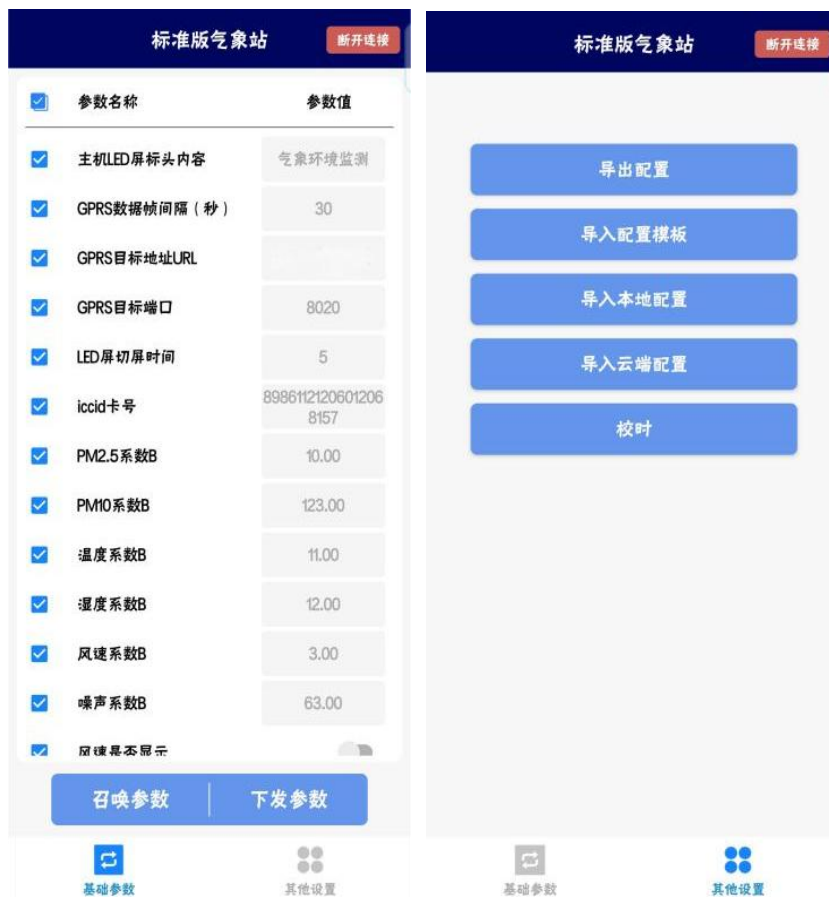 标准版气象站
断开连接
参数名称
参数值
主机LED屏标头内容
气象环境监测
GPRS数据帧间隔（秒）
30
GPRS目标地址URL
GPRS目标端口
8020
LED屏切屏时间
5
iccid卡号
8986112120601206
8157
PM2.5系数B
10.00
PM10系数B
123.00
温度系数B
11.00
湿度系数B
12.00
风速系数B
3.00
噪声系数B
63.00
风速是否显示
召唤参数
下发参数
基础参数
其他设置
标准版气象站
断开连接
导出配置
导入配置模板
导入本地配置
导入云端配置
校时
基础参数
其他设置